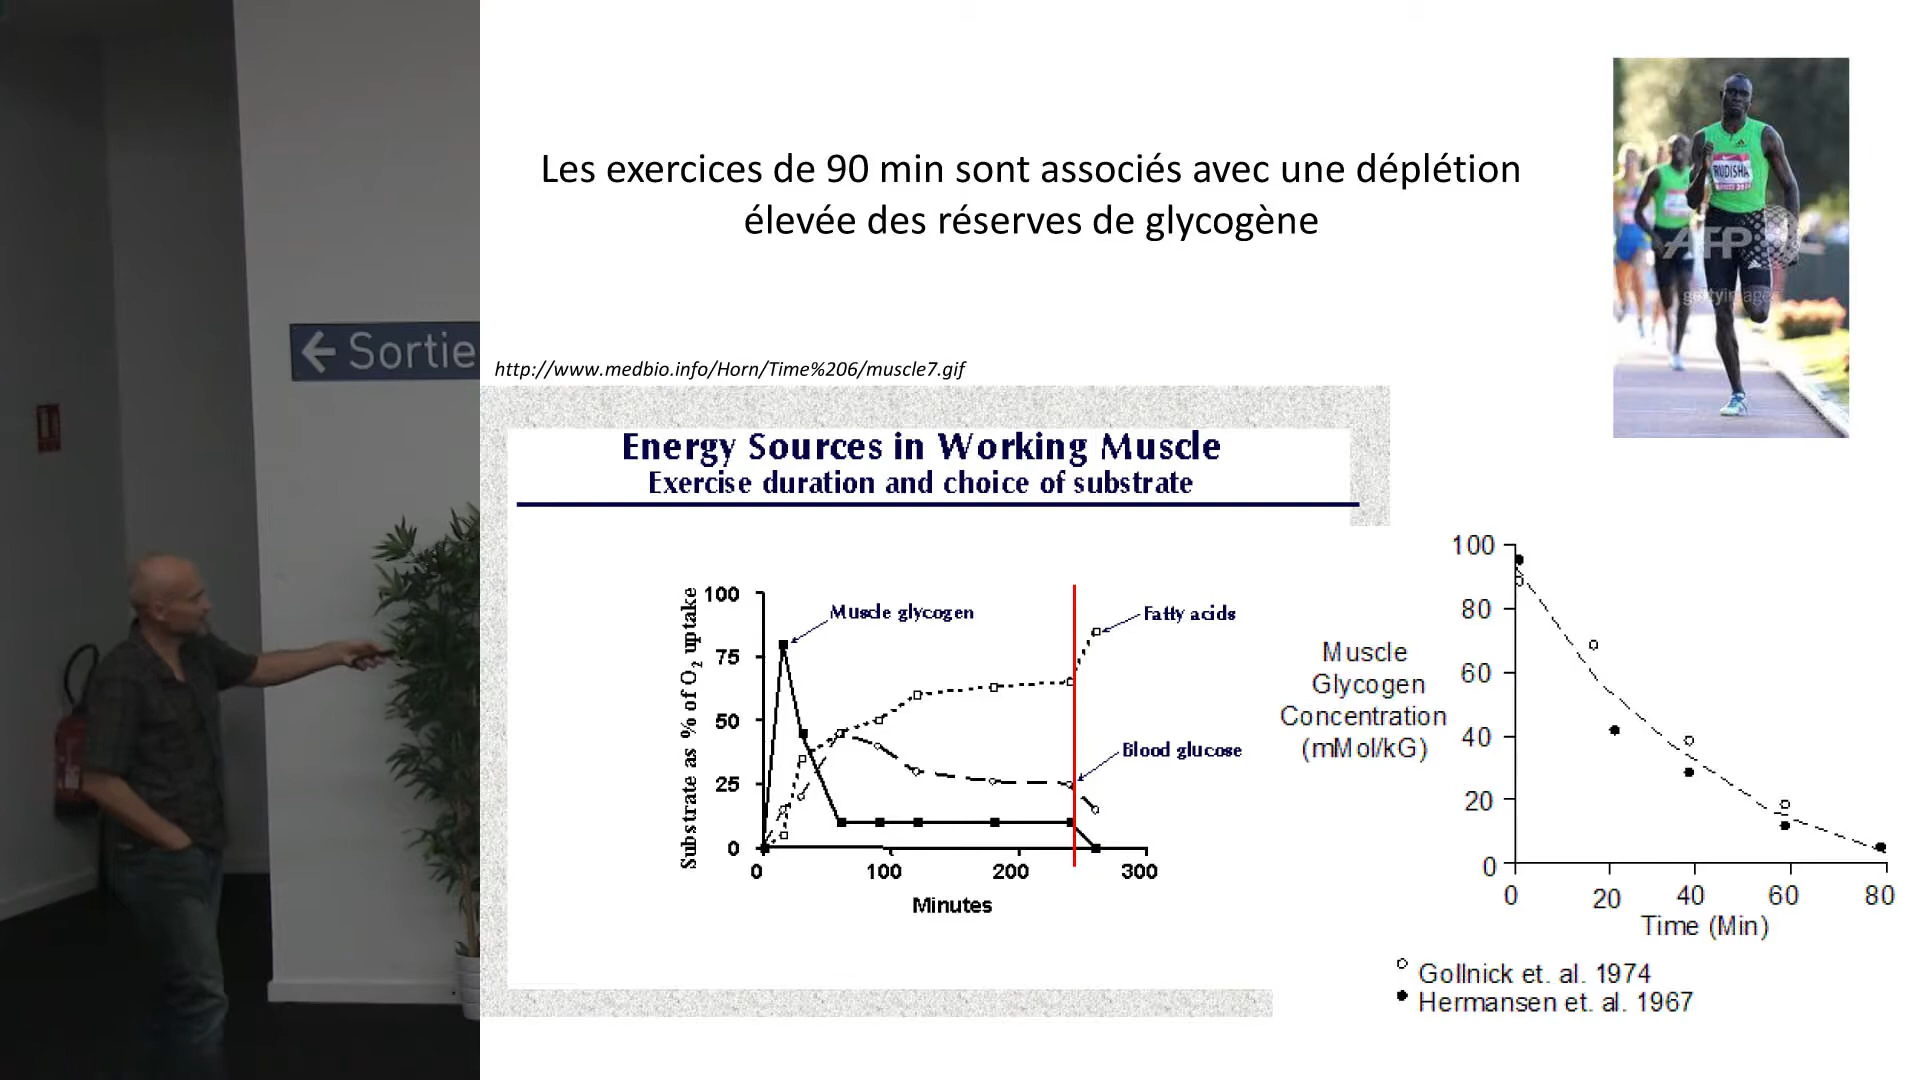 Les exercices de 90 min sont associés avec une déplétion
élevée des réserves de glycogène
RUDISHA
AFP
gettyimages
← Sortie
http://www.medbio.info/Horn/Time%206/muscle7.gif
Energy Sources in Working Muscle
Exercise duration and choice of substrate
Substrate as % of O2 uptake
100
75
50
25
0
Muscle glycogen
Fatty acids
Blood glucose
0 100 200 300
Minutes
Muscle
Glycogen
Concentration
(mMol/kG)
100
80
60
40
20
0
0 20 40 60 80
Time (Min)
Gollnick et. al. 1974
Hermansen et. al. 1967